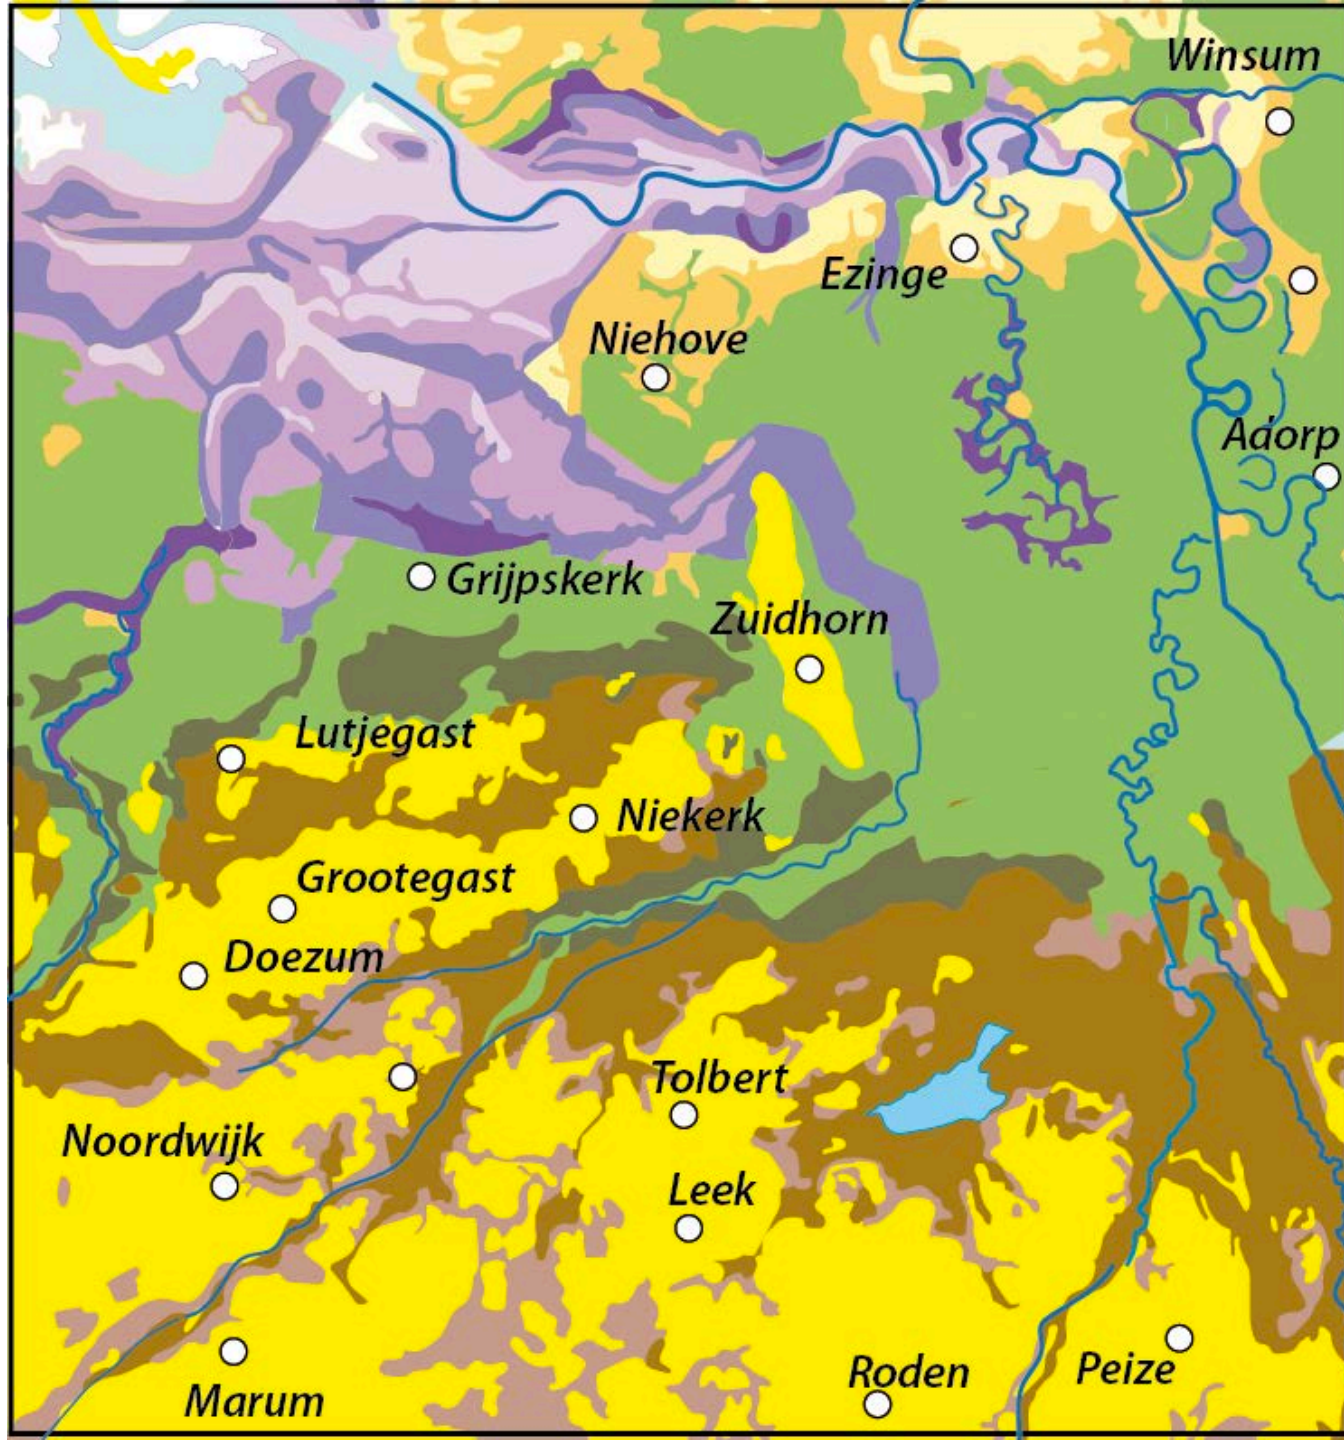 Winsum
Ezinge
Niehove
Adorp
Grijpskerk
Zuidhorn
Lutjegast
Niekerk
Grootegast
Doezum
Tolbert
Noordwijk
Leek
Roden
Peize
Marum